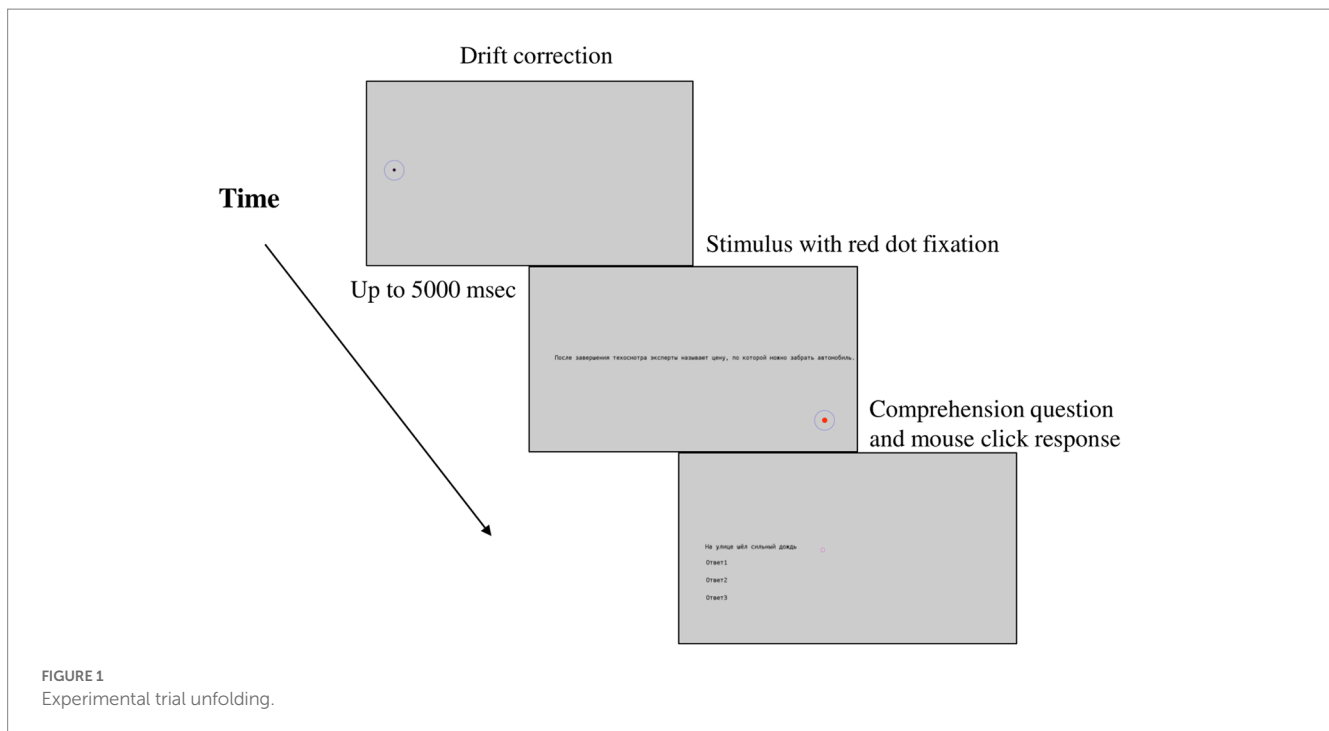 Drift correction
Time
Stimulus with red dot fixation
Up to 5000 msec
После завершения техосмотра эксперты называют цену, по которой можно забрать автомобиль.
Comprehension question
and mouse click response
На улице шёл сильный дождь
Ответ1
Ответ2
Ответ3
FIGURE 1
Experimental trial unfolding.